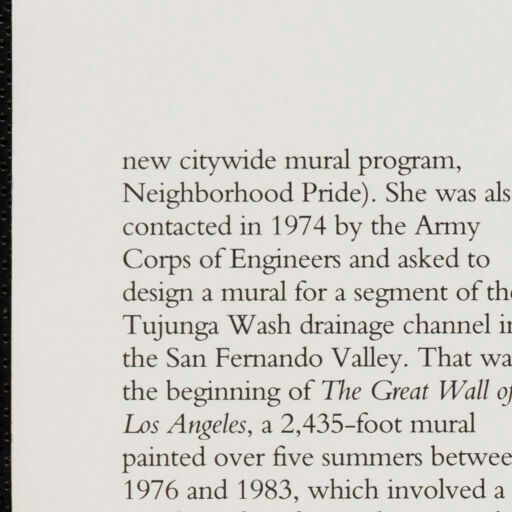 new citywide mural program,
Neighborhood Pride). She was als
contacted in 1974 by the Army
Corps of Engineers and asked to
design a mural for a segment of the
Tujunga Wash drainage channel in
the San Fernando Valley. That wa
the beginning of The Great Wall of
Los Angeles, a 2,435-foot mural
painted over five summers betwee
1976 and 1983, which involved a